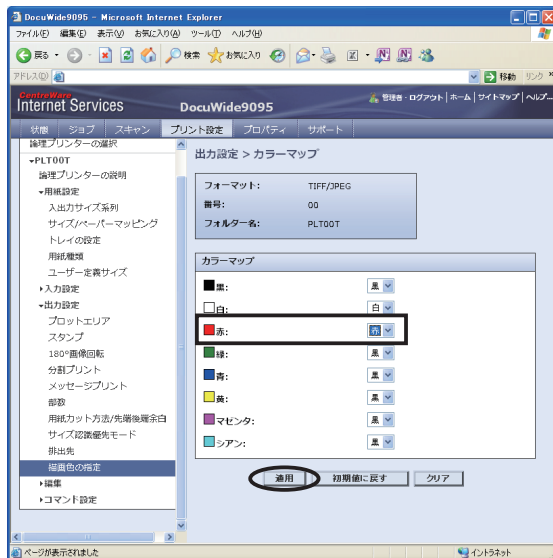 DocuWide9095 - Microsoft Internet Explorer
ファイル(F) 編集(E) 表示(V) お気に入り(A) ツール(T) ヘルプ(H)
戻る 検索 お気に入り
アドレス(D) 移動 リンク »
CentreWare
Internet Services DocuWide9095 管理者 - ログアウト | ホーム | サイトマップ | ヘルプ...
状態 ジョブ スキャン プリント設定 プロパティ サポート
論理プリンターの選択
▾PLT00T
論理プリンターの説明
▾用紙設定
入出力サイズ系列
サイズ/ペーパーマッピング
トレイの設定
用紙種類
ユーザー定義サイズ
▸入力設定
▾出力設定
プロットエリア
スタンプ
180°画像回転
分割プリント
メッセージプリント
部数
用紙カット方法/先端後端余白
サイズ認識優先モード
排出先
描画色の指定
▸編集
▸コマンド設定
出力設定 > カラーマップ
フォーマット: TIFF/JPEG
番号: 00
フォルダー名: PLT00T
カラーマップ
黒: 黒
白: 白
赤: 赤
緑: 黒
青: 黒
黄: 黒
マゼンタ: 黒
シアン: 黒
適用 初期値に戻す クリア
ページが表示されました イントラネット